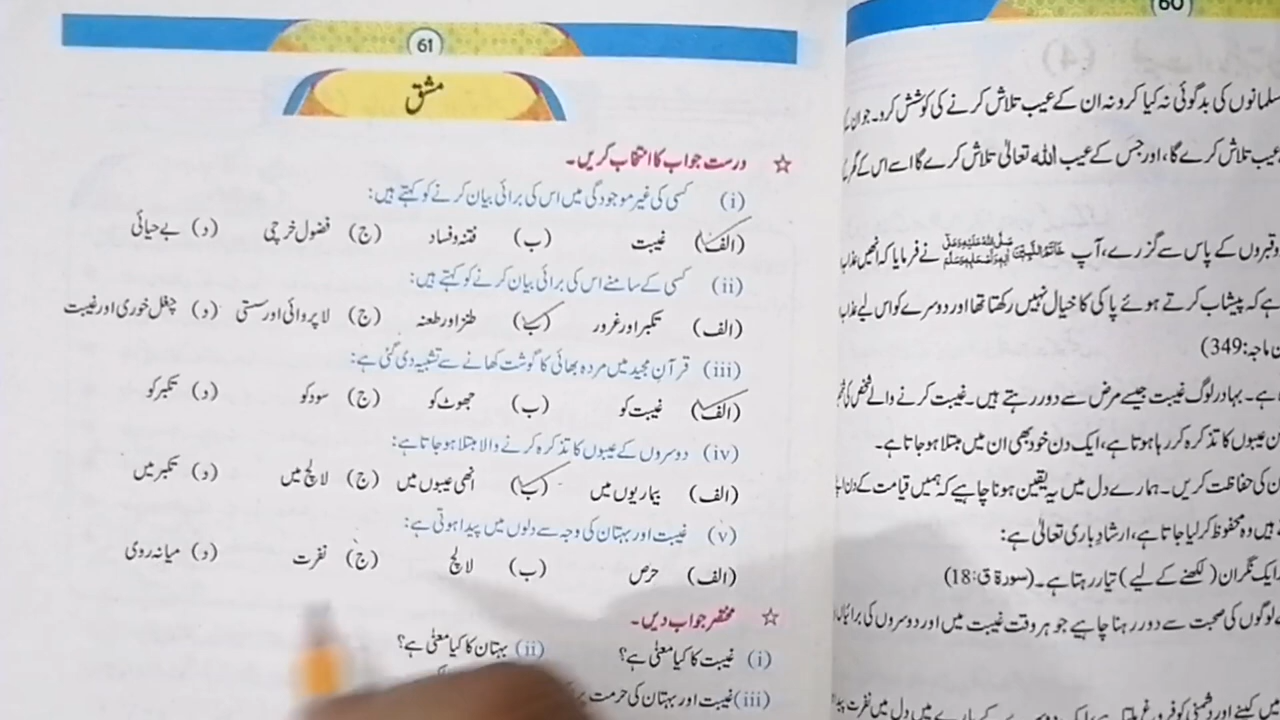 61
مشق
☆ درست جواب کا انتخاب کریں۔
(i) کسی کی غیر موجودگی میں اس کی برائی بیان کرنے کو کہتے ہیں:
(الف) غیبت (ب) فتنہ و فساد (ج) فضول خرچی (د) بے حیائی
(ii) کسی کے سامنے اس کی برائی بیان کرنے کو کہتے ہیں:
(الف) تکبر اور غرور (ب) طنز اور طعنہ (ج) لاپروائی اور سستی (د) چغل خوری اور غیبت
(iii) قرآنِ مجید میں مردہ بھائی کا گوشت کھانے سے تشبیہ دی گئی ہے:
(الف) غیبت کو (ب) جھوٹ کو (ج) سود کو (د) تکبر کو
(iv) دوسروں کے عیبوں کا تذکرہ کرنے والا مبتلا ہو جاتا ہے:
(الف) بیماریوں میں (ب) انھی عیبوں میں (ج) لالچ میں (د) تکبر میں
(v) غیبت اور بہتان کی وجہ سے دلوں میں پیدا ہوتی ہے:
(الف) حرص (ب) لالچ (ج) نفرت (د) میانہ روی
☆ مختصر جواب دیں۔
(i) غیبت کا کیا معنیٰ ہے؟ (ii) بہتان کا کیا معنیٰ ہے؟
(iii) غیبت اور بہتان کی حرمت
60
مسلمانوں کی بدگوئی نہ کیا کرو نہ ان کے عیب تلاش کرنے کی کوشش کرو۔ جو ان کے
عیب تلاش کرے گا، اور جس کے عیب اللہ تعالیٰ تلاش کرے گا اسے اس کے گھر
قبروں کے پاس سے گزرے، آپ خَاتَمُ النَّبِیّٖنَ صَلَّی اللہُ عَلَیْہِ وَعَلٰی اٰلِہٖ وَاَصْحَابِہٖ وَسَلَّمَ نے فرمایا کہ انھیں عذاب
ہے کہ پیشاب کرتے ہوئے پاکی کا خیال نہیں رکھتا تھا اور دوسرے کو اس لیے عذاب
ماجہ: 349)
ہے۔ بہادر لوگ غیبت جیسے مرض سے دور رہتے ہیں۔ غیبت کرنے والے شخص کی
عیبوں کا تذکرہ کر رہا ہوتا ہے، ایک دن خود بھی ان میں مبتلا ہو جاتا ہے۔
کی حفاظت کریں۔ ہمارے دل میں یہ یقین ہونا چاہیے کہ ہمیں قیامت کے دن
ہیں وہ محفوظ کر لیا جاتا ہے، ارشادِ باری تعالیٰ ہے:
ایک نگران (لکھنے کے لیے) تیار رہتا ہے۔ (سورۃ ق: 18)
لوگوں کی صحبت سے دور رہنا چاہیے جو ہر وقت غیبت میں اور دوسروں کی برائیاں